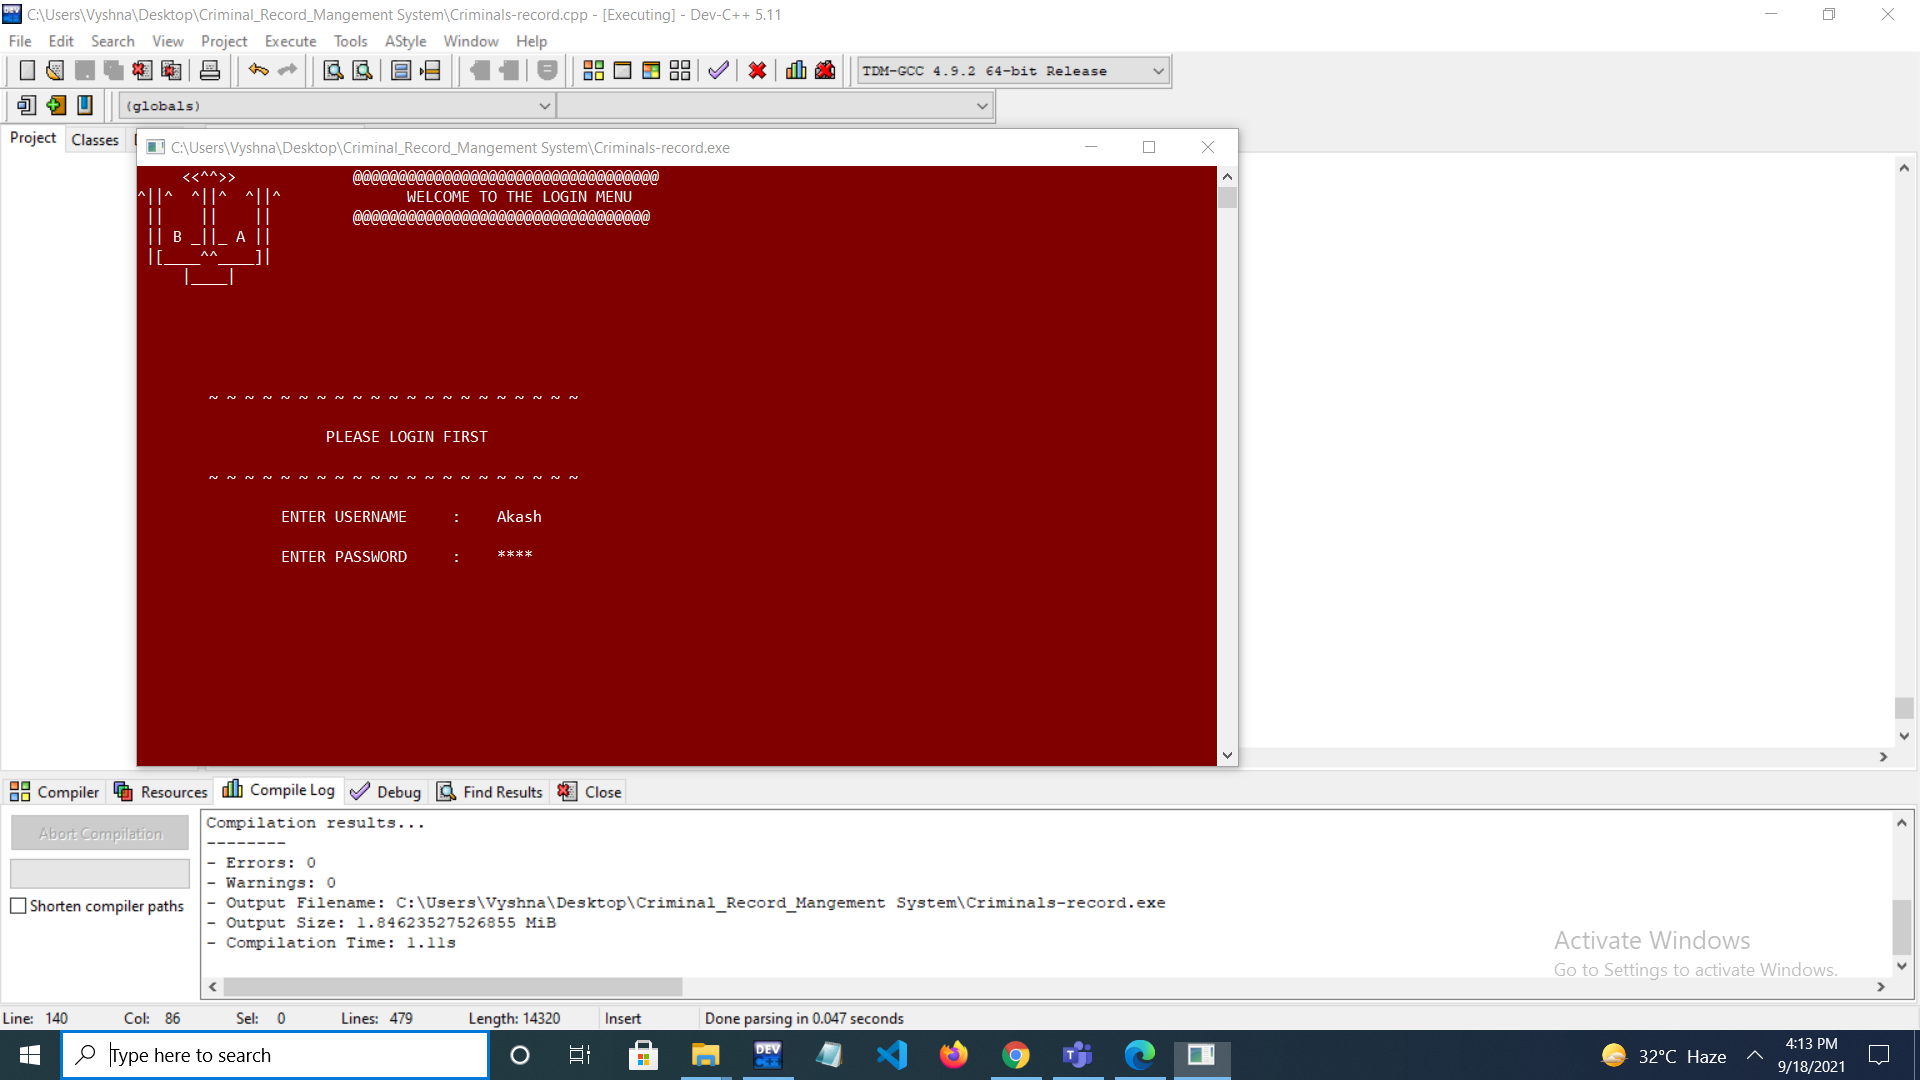 C:\Users\Vyshna\Desktop\Criminal_Record_Mangement System\Criminals-record.cpp - [Executing] - Dev-C++ 5.11
File Edit Search View Project Execute Tools AStyle Window Help
TDM-GCC 4.9.2 64-bit Release
(globals)
Project Classes
C:\Users\Vyshna\Desktop\Criminal_Record_Mangement System\Criminals-record.exe
<<^^>> @@@@@@@@@@@@@@@@@@@@@@@@@@@@@@@@@@
^||^  ^||^  ^||^ WELCOME TO THE LOGIN MENU
||    ||    || @@@@@@@@@@@@@@@@@@@@@@@@@@@@@@@@@
|| B _||_ A ||
|[____^^____]|
|____|
~ ~ ~ ~ ~ ~ ~ ~ ~ ~ ~ ~ ~ ~ ~ ~ ~ ~ ~ ~ ~
PLEASE LOGIN FIRST
~ ~ ~ ~ ~ ~ ~ ~ ~ ~ ~ ~ ~ ~ ~ ~ ~ ~ ~ ~ ~
ENTER USERNAME : Akash
ENTER PASSWORD : ****
Compiler Resources Compile Log Debug Find Results Close
Abort Compilation
Shorten compiler paths
Compilation results...
--------
- Errors: 0
- Warnings: 0
- Output Filename: C:\Users\Vyshna\Desktop\Criminal_Record_Mangement System\Criminals-record.exe
- Output Size: 1.84623527526855 MiB
- Compilation Time: 1.11s
Activate Windows
Go to Settings to activate Windows.
Line: 140 Col: 86 Sel: 0 Lines: 479 Length: 14320 Insert Done parsing in 0.047 seconds
Type here to search
DEV C++
32°C Haze
4:13 PM
9/18/2021